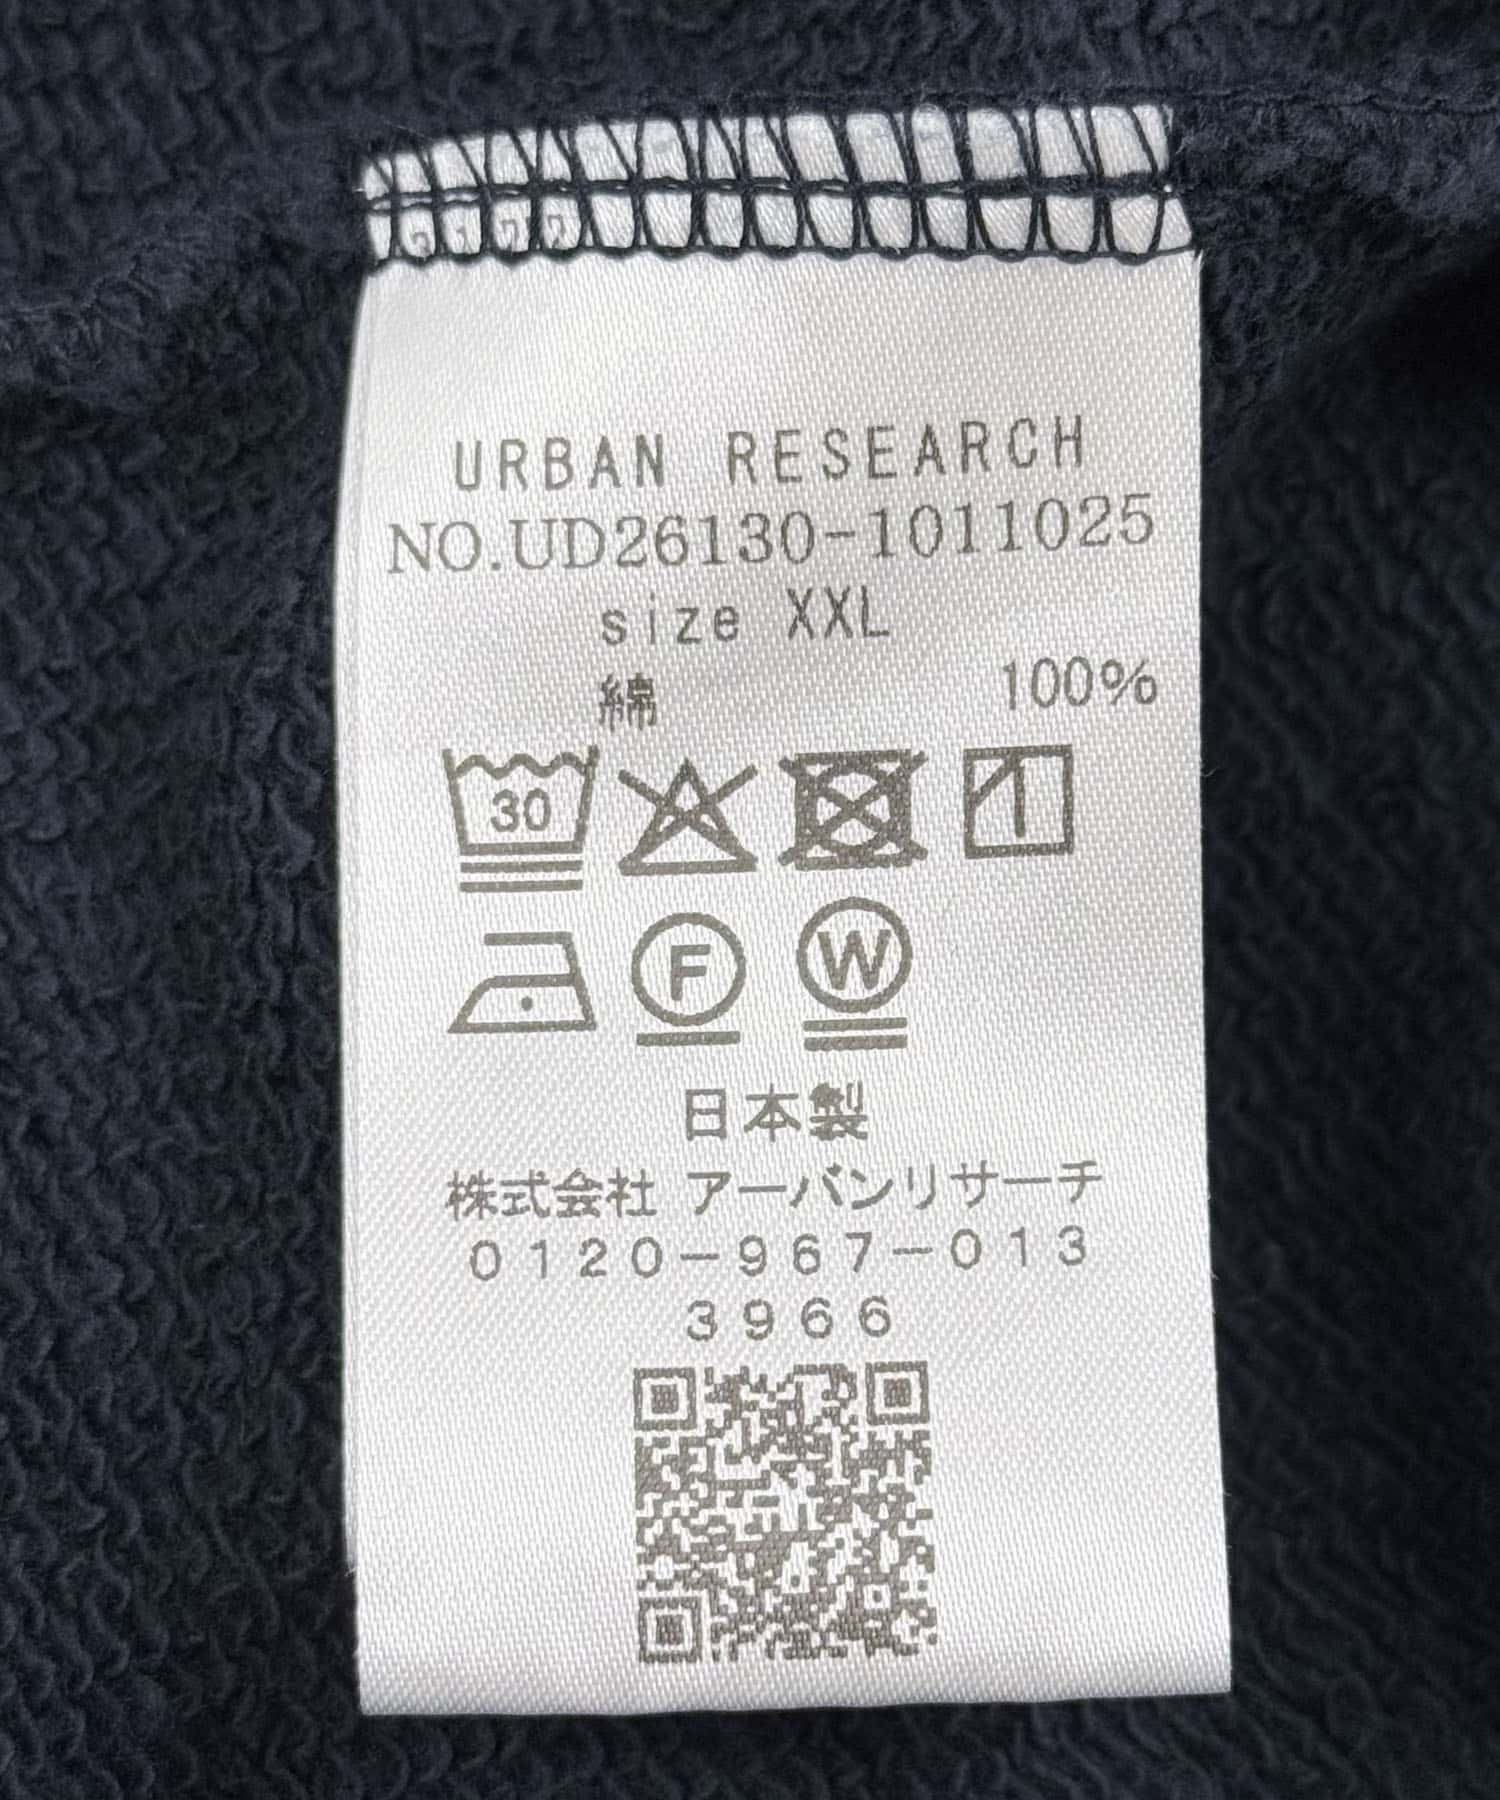 URBAN RESEARCH
NO.UD26130-1011025
size XXL
綿 100%
30
F W
日本製
株式会社 アーバンリサーチ
0120-967-013
3966